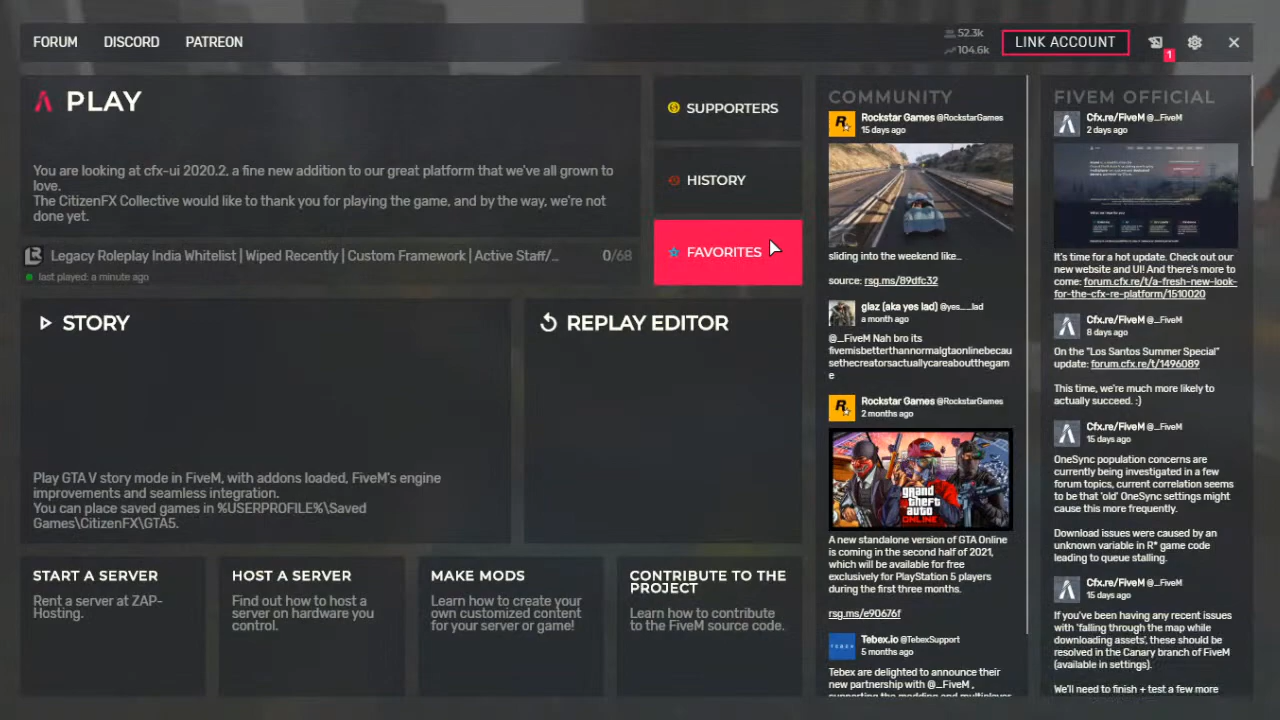 FORUM
DISCORD
PATREON
52.3k
104.6k
LINK ACCOUNT
1
PLAY
You are looking at cfx-ui 2020.2, a fine new addition to our great platform that we've all grown to
love.
The CitizenFX Collective would like to thank you for playing the game, and by the way, we're not
done yet.
Legacy Roleplay India Whitelist | Wiped Recently | Custom Framework | Active Staff/...
0/68
last played: a minute ago
SUPPORTERS
HISTORY
FAVORITES
STORY
Play GTA V story mode in FiveM, with addons loaded, FiveM's engine
improvements and seamless integration.
You can place saved games in %USERPROFILE%\Saved
Games\CitizenFX\GTA5.
REPLAY EDITOR
START A SERVER
Rent a server at ZAP-
Hosting.
HOST A SERVER
Find out how to host a
server on hardware you
control.
MAKE MODS
Learn how to create your
own customized content
for your server or game!
CONTRIBUTE TO THE
PROJECT
Learn how to contribute
to the FiveM source code.
COMMUNITY
Rockstar Games @RockstarGames
15 days ago
sliding into the weekend like...
source: rsg.ms/89dfc32
glaz (aka yes lad) @yes___lad
a month ago
@_FiveM Nah bro its
fivemisbetterthannormalgtaonlinebecau
sethecreatorsactuallycareaboutthegam
e
Rockstar Games @RockstarGames
2 months ago
grand
theft
auto
ONLINE
A new standalone version of GTA Online
is coming in the second half of 2021,
which will be available for free
exclusively for PlayStation 5 players
during the first three months.
rsg.ms/e90676f
TEBEX
Tebex.io @TebexSupport
5 months ago
Tebex are delighted to announce their
new partnership with @_FiveM ,
supporting the modding and multiplayer
FIVEM OFFICIAL
Cfx.re/FiveM @_FiveM
2 days ago
It's time for a hot update. Check out our
new website and UI! And there's more to
come: forum.cfx.re/t/a-fresh-new-look-
for-the-cfx-re-platform/1510020
Cfx.re/FiveM @_FiveM
8 days ago
On the "Los Santos Summer Special"
update: forum.cfx.re/t/1496089
This time, we're much more likely to
actually succeed. :)
Cfx.re/FiveM @_FiveM
15 days ago
OneSync population concerns are
currently being investigated in a few
forum topics, current correlation seems
to be that 'old' OneSync settings might
cause this more frequently.
Download issues were caused by an
unknown variable in R* game code
leading to queue stalling.
Cfx.re/FiveM @_FiveM
15 days ago
If you've been having any recent issues
with 'falling through the map while
downloading assets', these should be
resolved in the Canary branch of FiveM
(available in settings).
We'll need to finish + test a few more